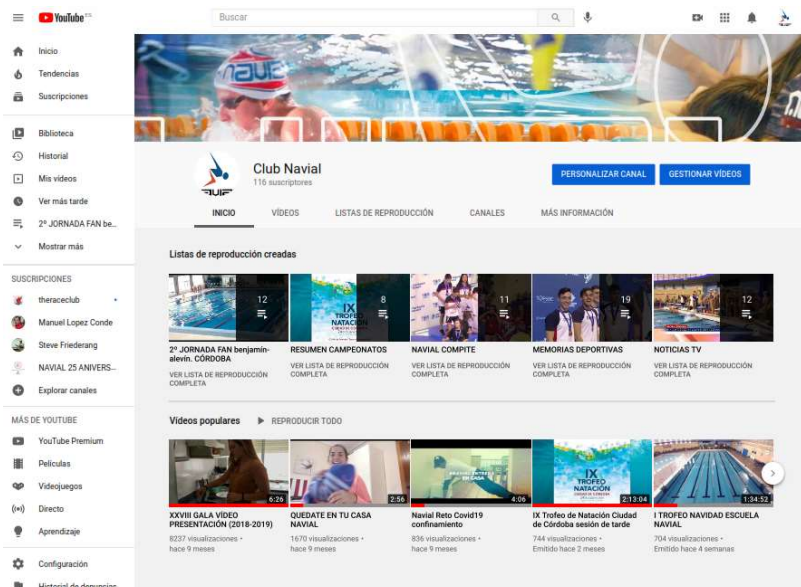 YouTube ES
Buscar
Inicio
Tendencias
Suscripciones
Biblioteca
Historial
Mis vídeos
Ver más tarde
2º JORNADA FAN be...
Mostrar más
SUSCRIPCIONES
theraceclub
Manuel Lopez Conde
Steve Friederang
NAVIAL 25 ANIVERS...
Explorar canales
MÁS DE YOUTUBE
YouTube Premium
Películas
Videojuegos
Directo
Aprendizaje
Configuración
Historial de denuncias
Club Navial
116 suscriptores
PERSONALIZAR CANAL
GESTIONAR VÍDEOS
INICIO VÍDEOS LISTAS DE REPRODUCCIÓN CANALES MÁS INFORMACIÓN
Listas de reproducción creadas
12
8
11
19
12
IX
TROFEO
NATACIÓN
2º JORNADA FAN benjamín-
alevín. CÓRDOBA
VER LISTA DE REPRODUCCIÓN
COMPLETA
RESUMEN CAMPEONATOS
VER LISTA DE REPRODUCCIÓN
COMPLETA
NAVIAL COMPITE
VER LISTA DE REPRODUCCIÓN
COMPLETA
MEMORIAS DEPORTIVAS
VER LISTA DE REPRODUCCIÓN
COMPLETA
NOTICIAS TV
VER LISTA DE REPRODUCCIÓN
COMPLETA
Vídeos populares REPRODUCIR TODO
6:26
XXVIII GALA VÍDEO
PRESENTACIÓN (2018-2019)
8237 visualizaciones •
hace 9 meses
2:56
QUEDATE EN TU CASA
NAVIAL
1670 visualizaciones •
hace 9 meses
4:06
Navial Reto Covid19
confinamiento
836 visualizaciones •
hace 9 meses
IX
TROFEO
NATACIÓN
2:13:04
IX Trofeo de Natación Ciudad
de Córdoba sesión de tarde
744 visualizaciones •
Emitido hace 2 meses
1:34:52
I TROFEO NAVIDAD ESCUELA
NAVIAL
704 visualizaciones •
Emitido hace 4 semanas